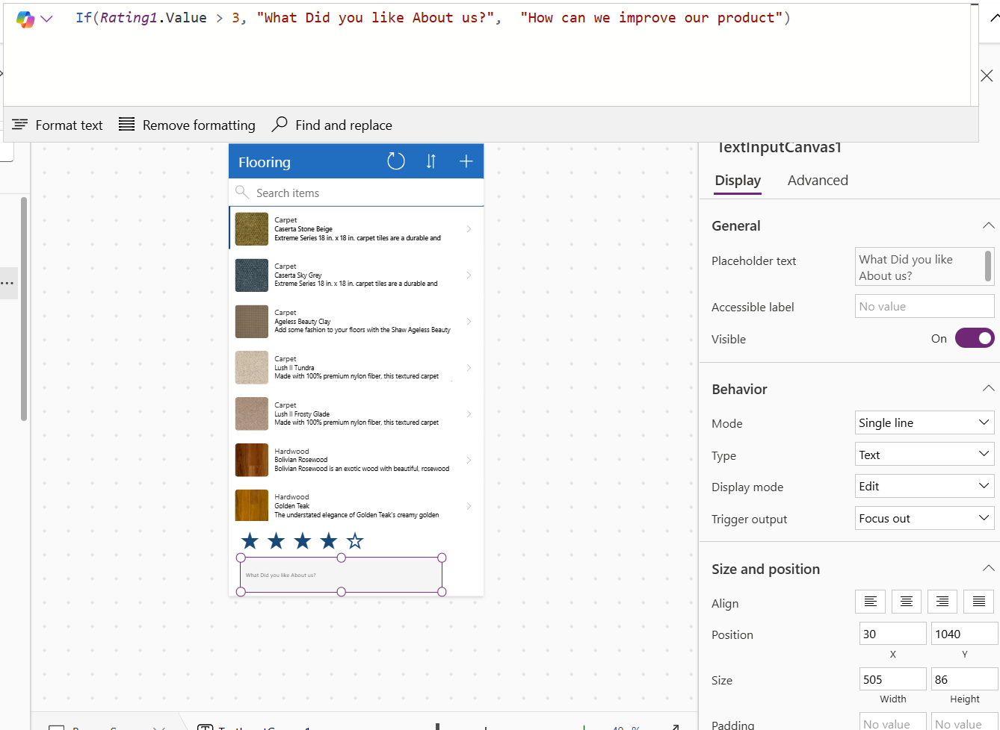 If(Rating1.Value > 3, "What Did you like About us?",  "How can we improve our product")
Format text
Remove formatting
Find and replace
TextInputCanvas1
Display
Advanced
General
Placeholder text
What Did you like
About us?
Accessible label
No value
Visible
On
Behavior
Mode
Single line
Type
Text
Display mode
Edit
Trigger output
Focus out
Size and position
Align
Position
30
1040
X
Y
Size
505
86
Width
Height
Padding
No value
No value
Flooring
Search items
Carpet
Caserta Stone Beige
Extreme Series 18 in. x 18 in. carpet tiles are a durable and
Carpet
Caserta Sky Grey
Extreme Series 18 in. x 18 in. carpet tiles are a durable and
Carpet
Ageless Beauty Clay
Add some fashion to your floors with the Shaw Ageless Beauty
Carpet
Lush II Tundra
Made with 100% premium nylon fiber, this textured carpet
Carpet
Lush II Frosty Glade
Made with 100% premium nylon fiber, this textured carpet
Hardwood
Bolivian Rosewood
Bolivian Rosewood is an exotic wood with beautiful, rosewood
Hardwood
Golden Teak
The understated elegance of Golden Teak's creamy golden
What Did you like About us?